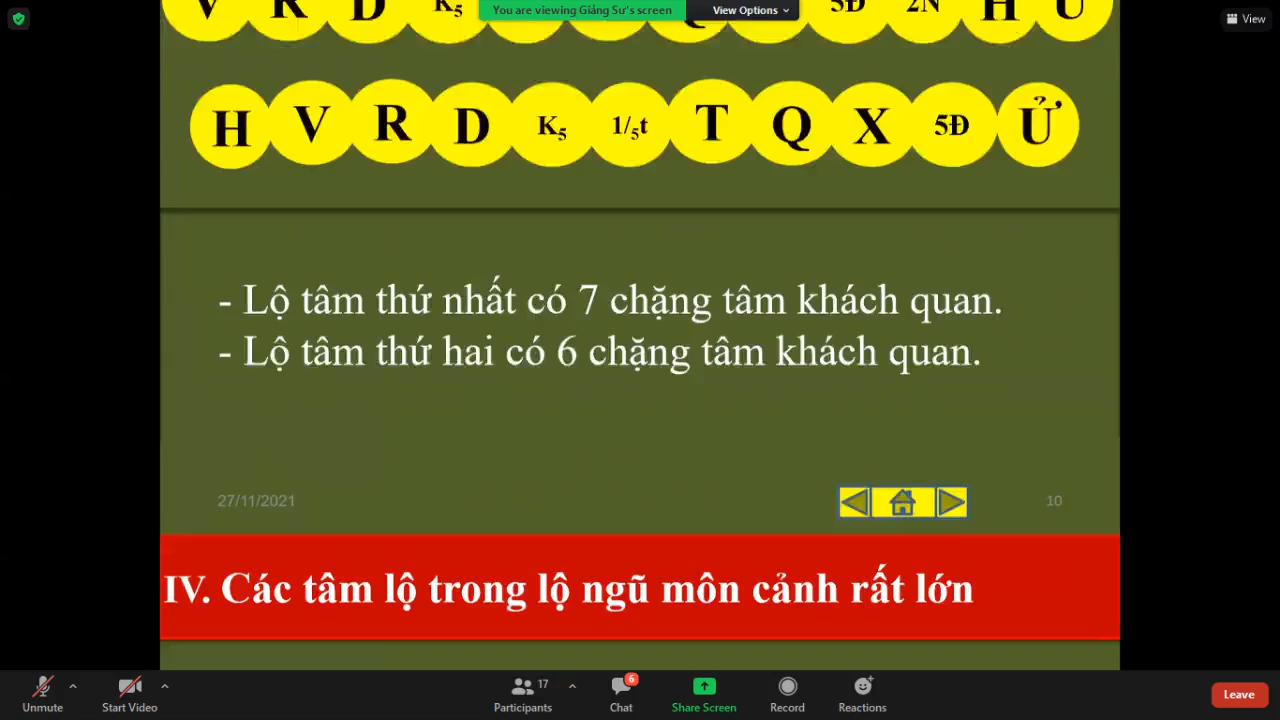 You are viewing Giảng Sư's screen View Options
View
V R D K5 Q 5Đ 2N H U
H V R D K5 1/5t T Q X 5Đ Ử
- Lộ tâm thứ nhất có 7 chặng tâm khách quan.
- Lộ tâm thứ hai có 6 chặng tâm khách quan.
27/11/2021
10
IV. Các tâm lộ trong lộ ngũ môn cảnh rất lớn
17
6
Unmute Start Video Participants Chat Share Screen Record Reactions Leave